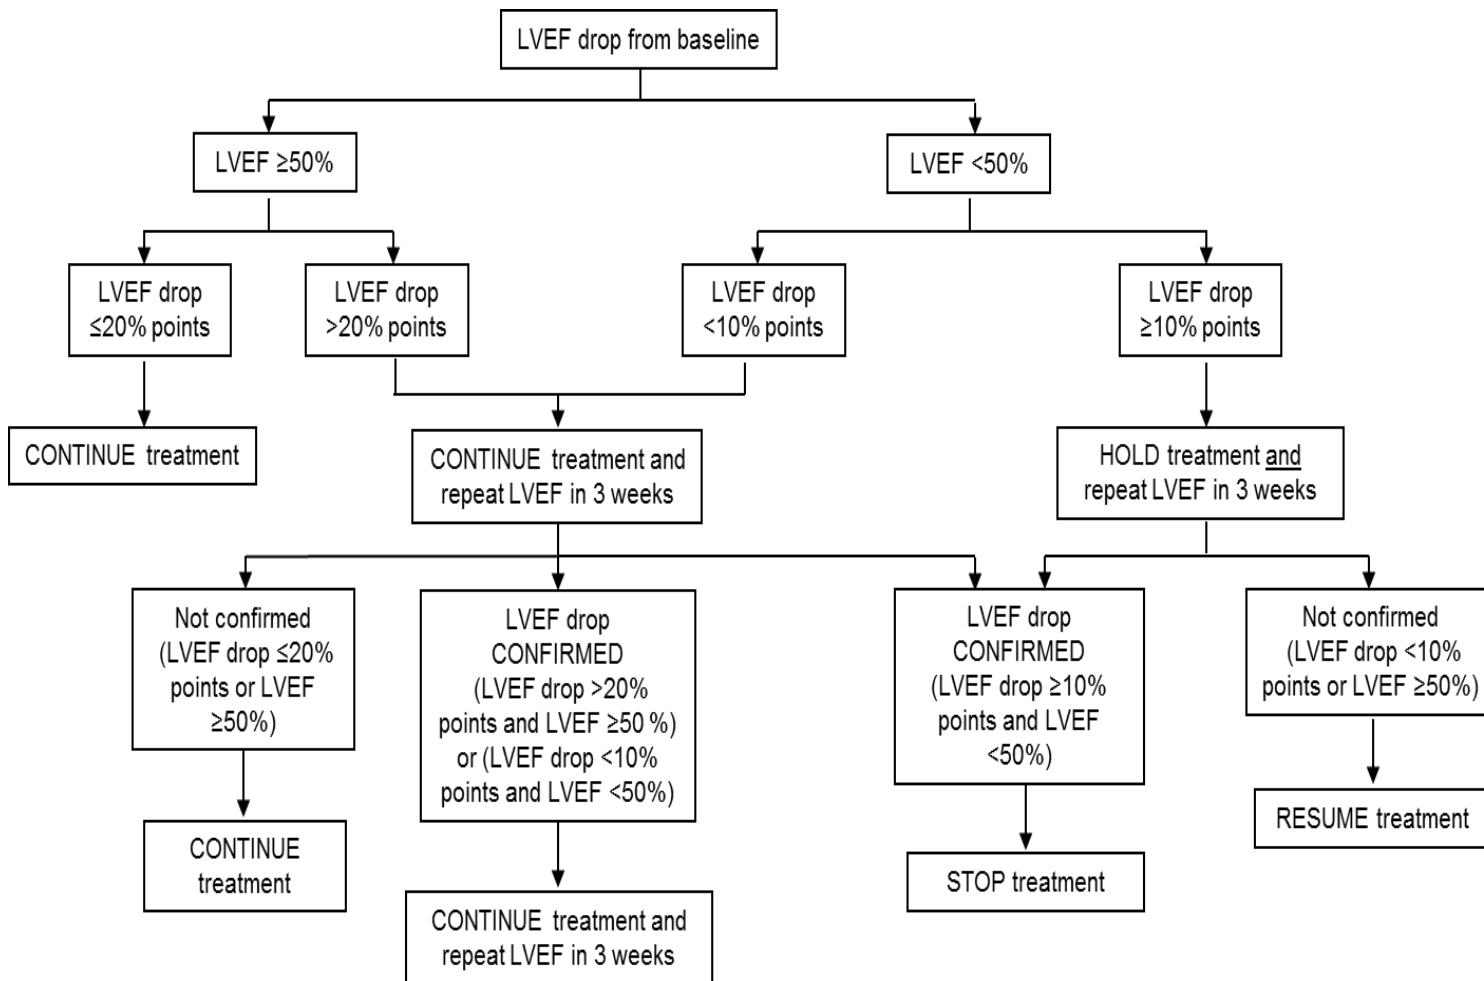 LVEF drop from baseline
LVEF ≥50%
LVEF <50%
LVEF drop
≤20% points
LVEF drop
>20% points
LVEF drop
<10% points
LVEF drop
≥10% points
CONTINUE treatment
CONTINUE treatment and
repeat LVEF in 3 weeks
HOLD treatment and
repeat LVEF in 3 weeks
Not confirmed
(LVEF drop ≤20%
points or LVEF
≥50%)
LVEF drop
CONFIRMED
(LVEF drop >20%
points and LVEF ≥50 %)
or (LVEF drop <10%
points and LVEF <50%)
LVEF drop
CONFIRMED
(LVEF drop ≥10%
points and LVEF
<50%)
Not confirmed
(LVEF drop <10%
points or LVEF ≥50%)
CONTINUE
treatment
CONTINUE treatment and
repeat LVEF in 3 weeks
STOP treatment
RESUME treatment